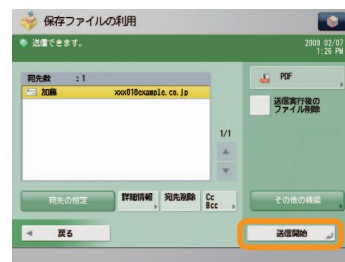 保存ファイルの利用
送信できます。
2009 02/07
1:26 PM
宛先数 :1
加藤 xxx018example.co.jp
1/1
PDF
送信実行後の
ファイル削除
宛先の指定
詳細情報
宛先削除
Cc
Bcc
その他の機能
戻る
送信開始